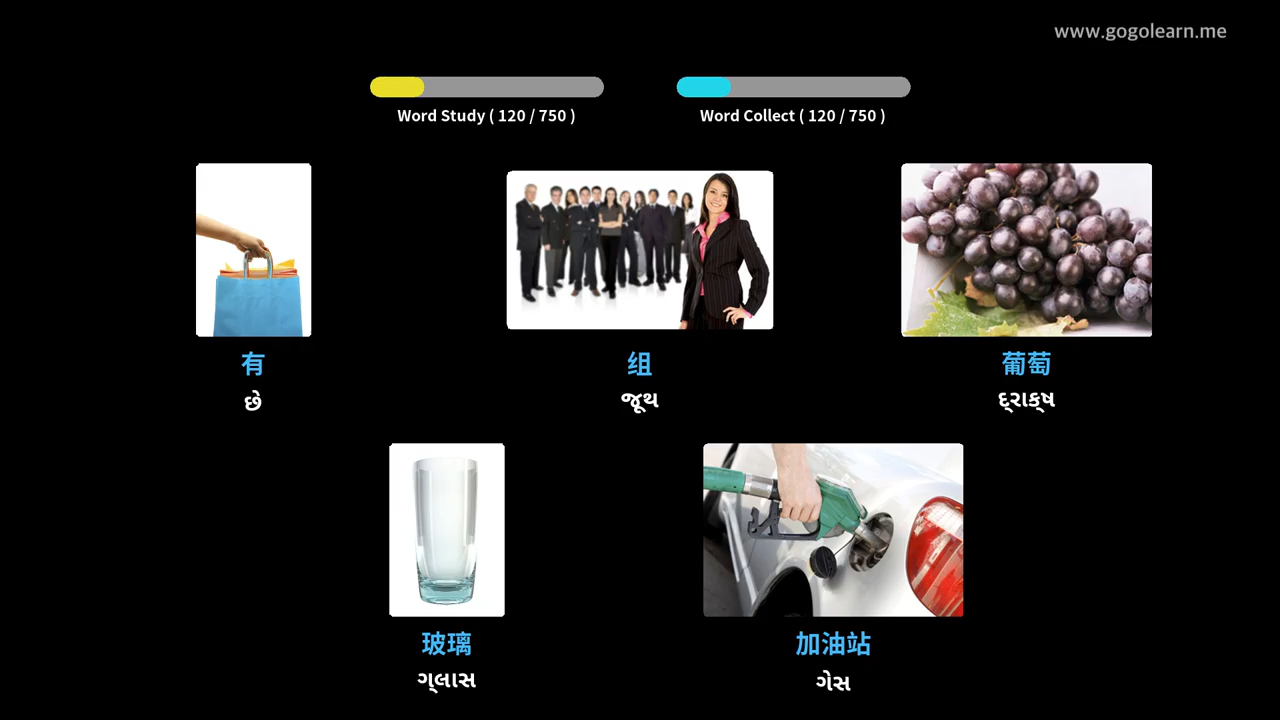 www.gogolearn.me
Word Study ( 120 / 750 )
Word Collect ( 120 / 750 )
有
છે
组
જૂથ
葡萄
દ્રાક્ષ
玻璃
ગ્લાસ
加油站
ગેસ